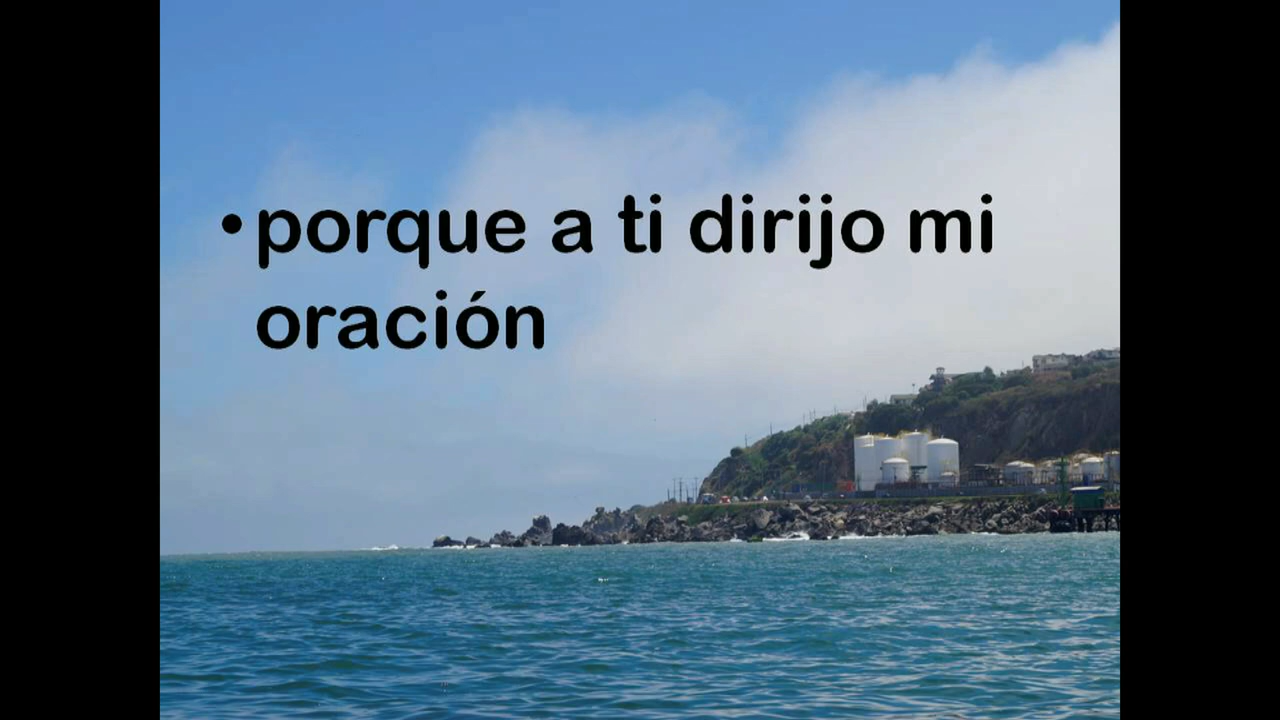 • porque a ti dirijo mi
oración